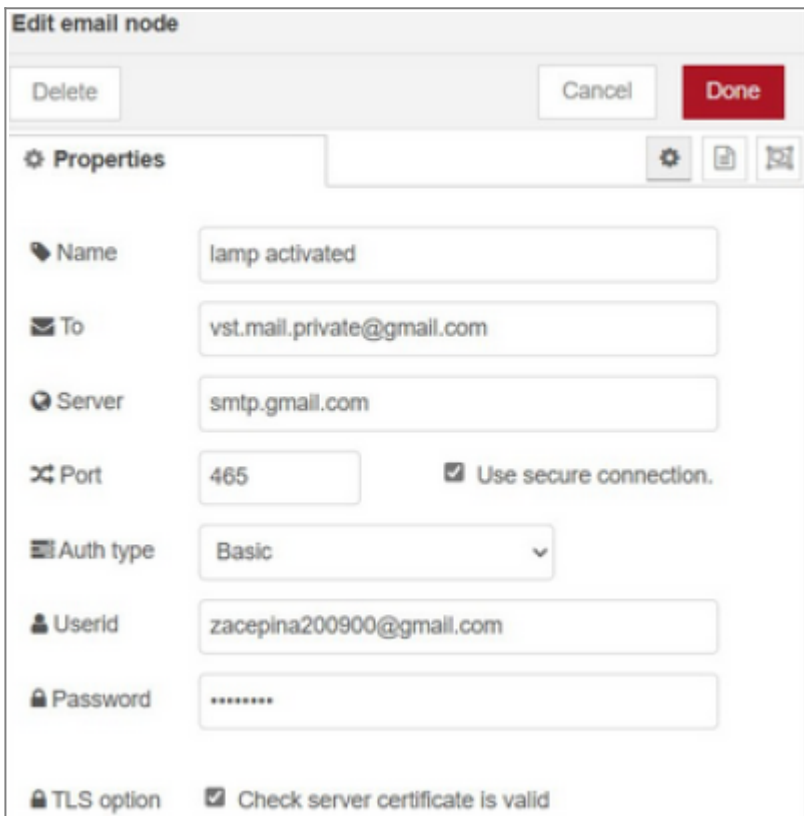 Edit email node
Delete Cancel Done
Properties
Name lamp activated
To vst.mail.private@gmail.com
Server smtp.gmail.com
Port 465 Use secure connection.
Auth type Basic
Userid zacepina200900@gmail.com
Password ••••••••
TLS option Check server certificate is valid